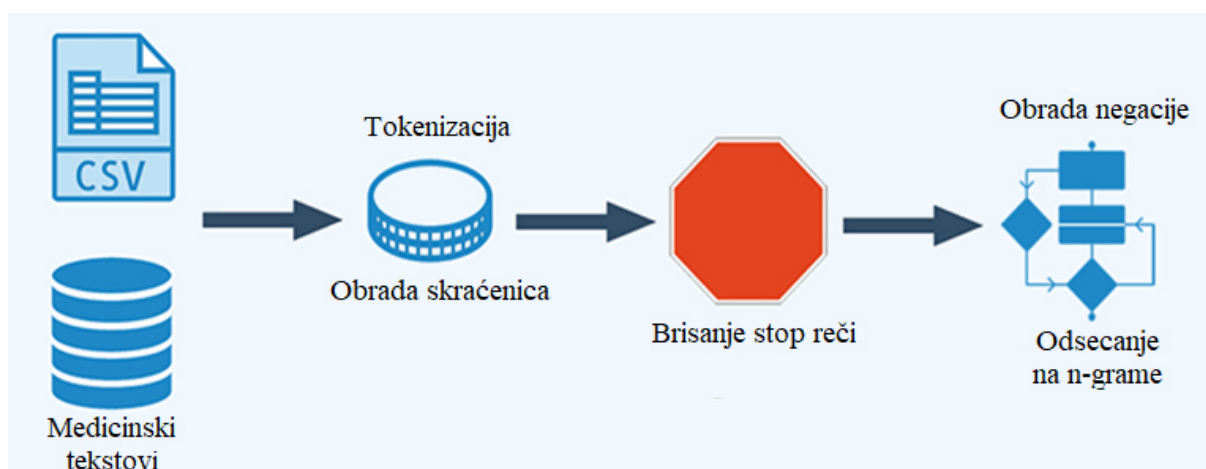 CSV
Medicinski
tekstovi
Tokenizacija
Obrada skraćenica
Brisanje stop reči
Obrada negacije
Odsecanje
na n-grame